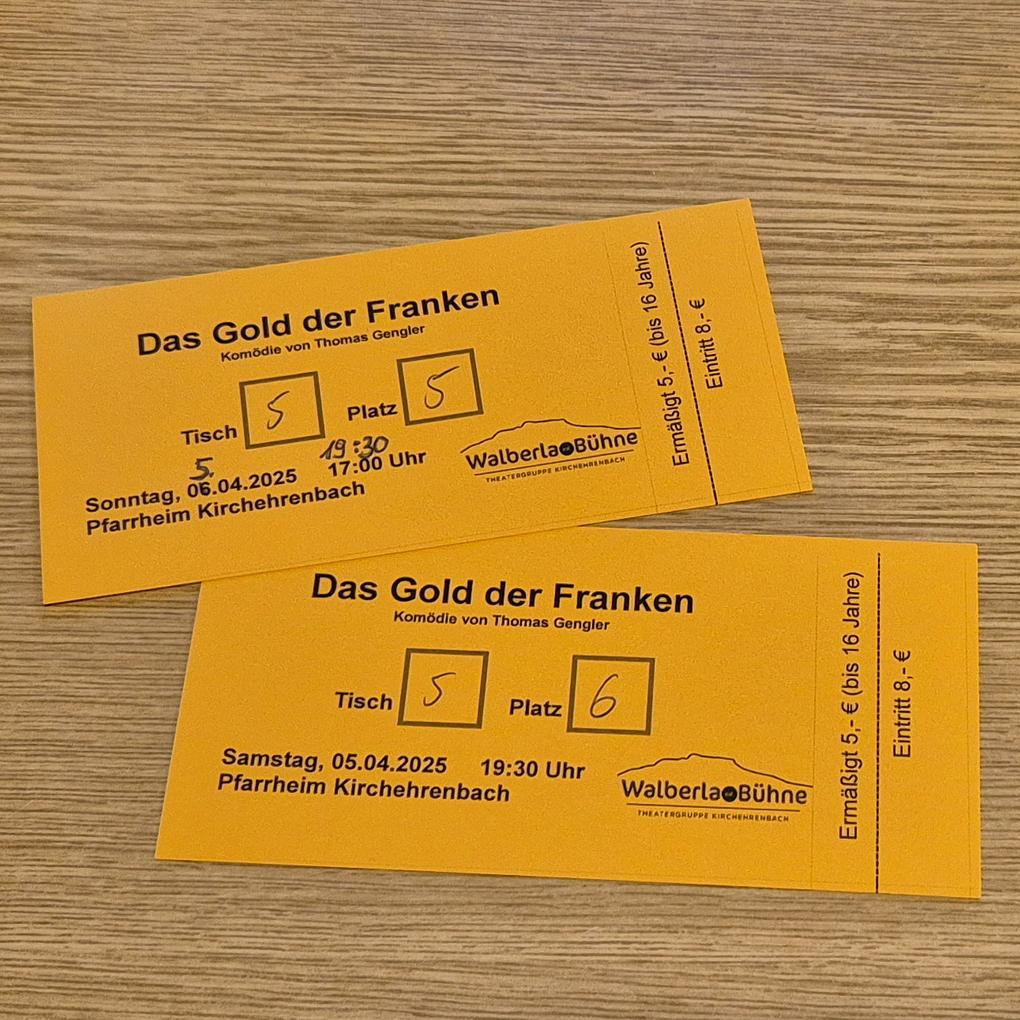 Das Gold der Franken
Komödie von Thomas Gengler
Tisch 5 Platz 5
5. 19:30
Sonntag, 06.04.2025 17:00 Uhr
Pfarrheim Kirchehrenbach
Walberla Bühne
THEATERGRUPPE KIRCHEHRENBACH
Ermäßigt 5,- € (bis 16 Jahre)
Eintritt 8,- €
Das Gold der Franken
Komödie von Thomas Gengler
Tisch 5 Platz 6
Samstag, 05.04.2025 19:30 Uhr
Pfarrheim Kirchehrenbach
Walberla Bühne
THEATERGRUPPE KIRCHEHRENBACH
Ermäßigt 5,- € (bis 16 Jahre)
Eintritt 8,- €